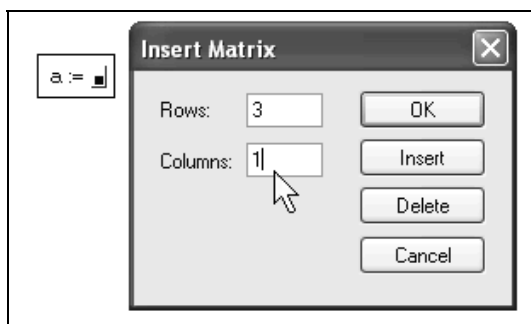 Insert Matrix
a :=
Rows: 3 OK
Columns: 1 Insert
Delete
Cancel